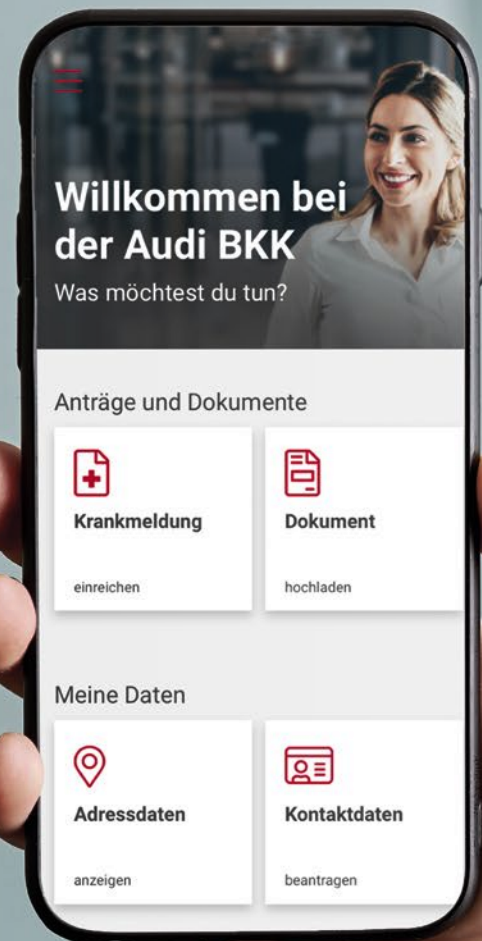 Willkommen bei
der Audi BKK
Was möchtest du tun?
Anträge und Dokumente
Krankmeldung
einreichen
Dokument
hochladen
Meine Daten
Adressdaten
anzeigen
Kontaktdaten
beantragen